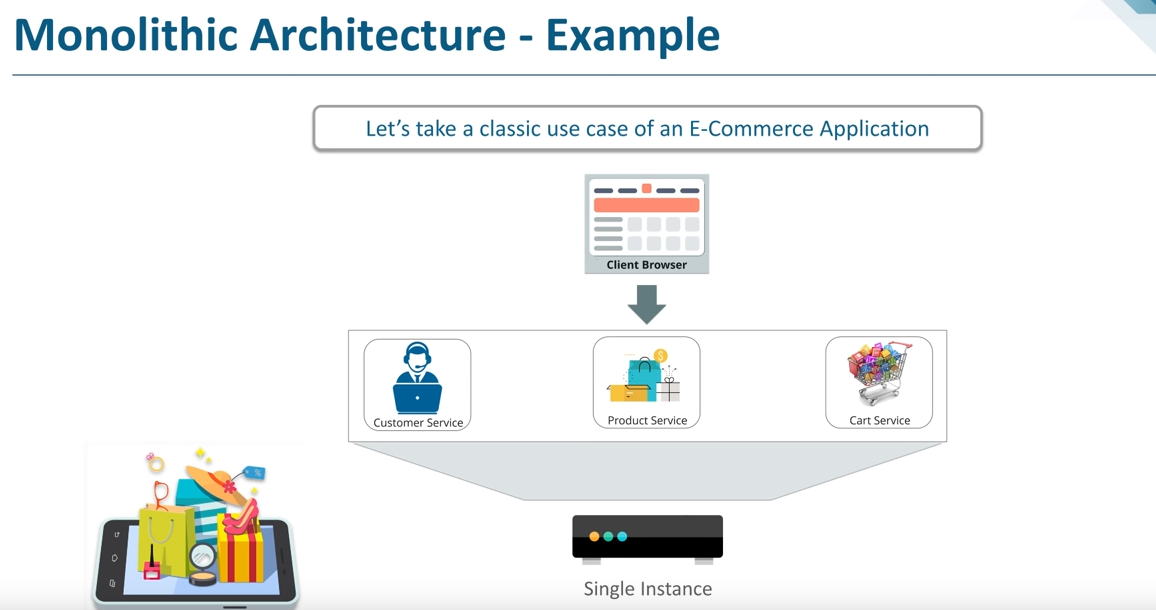 Monolithic Architecture - Example
Let's take a classic use case of an E-Commerce Application
Client Browser
Customer Service
Product Service
Cart Service
Single Instance